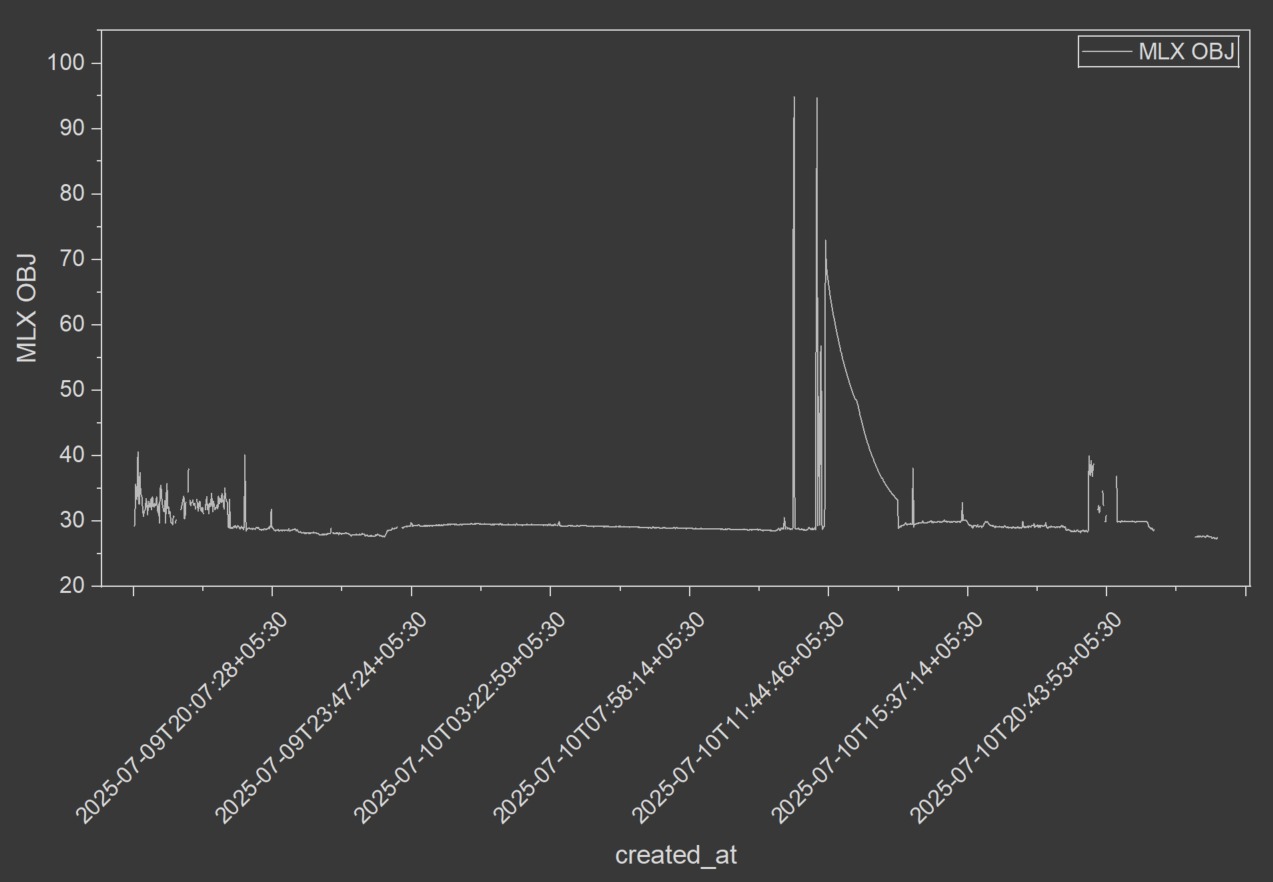 MLX OBJ
100
90
80
70
60
50
40
30
20
MLX OBJ
2025-07-09T20:07:28+05:30
2025-07-09T23:47:24+05:30
2025-07-10T03:22:59+05:30
2025-07-10T07:58:14+05:30
2025-07-10T11:44:46+05:30
2025-07-10T15:37:14+05:30
2025-07-10T20:43:53+05:30
created_at